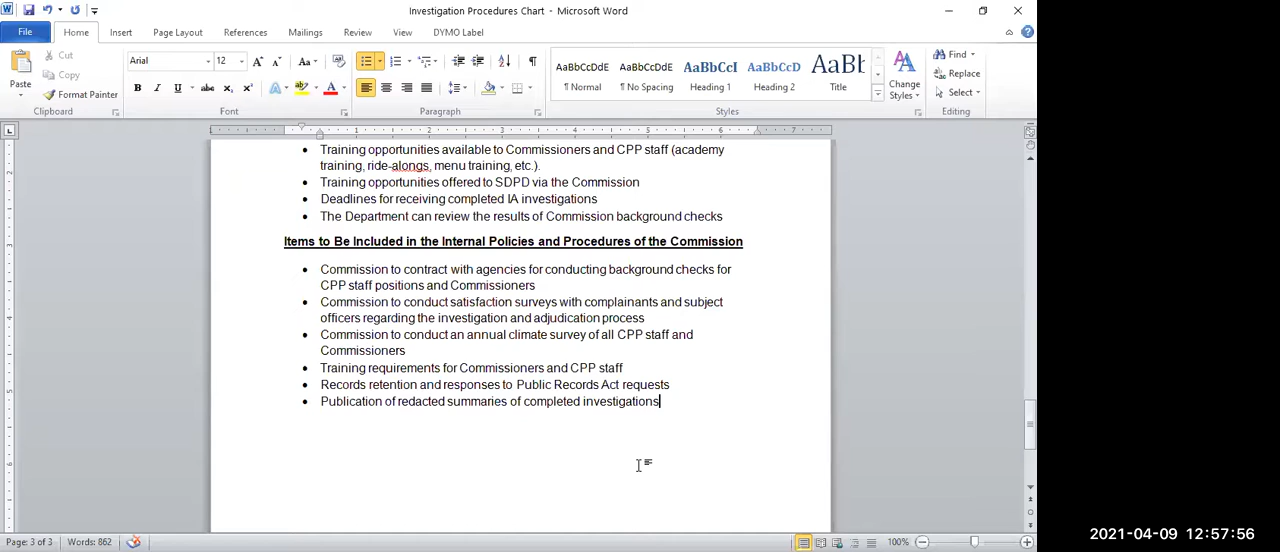 Investigation Procedures Chart - Microsoft Word
File Home Insert Page Layout References Mailings Review View DYMO Label
Cut
Copy
Format Painter
Paste
Clipboard
Arial 12
Font
Paragraph
AaBbCcDdE AaBbCcDdE AaBbCcI AaBbCcD AaBb
¶ Normal ¶ No Spacing Heading 1 Heading 2 Title
Change
Styles
Styles
Find
Replace
Select
Editing
1 1 2 3 4 5 6 7
• Training opportunities available to Commissioners and CPP staff (academy
training, ride-alongs, menu training, etc.).
• Training opportunities offered to SDPD via the Commission
• Deadlines for receiving completed IA investigations
• The Department can review the results of Commission background checks
Items to Be Included in the Internal Policies and Procedures of the Commission
• Commission to contract with agencies for conducting background checks for
CPP staff positions and Commissioners
• Commission to conduct satisfaction surveys with complainants and subject
officers regarding the investigation and adjudication process
• Commission to conduct an annual climate survey of all CPP staff and
Commissioners
• Training requirements for Commissioners and CPP staff
• Records retention and responses to Public Records Act requests
• Publication of redacted summaries of completed investigations
Page: 3 of 3 Words: 862 100%
2021-04-09 12:57:56